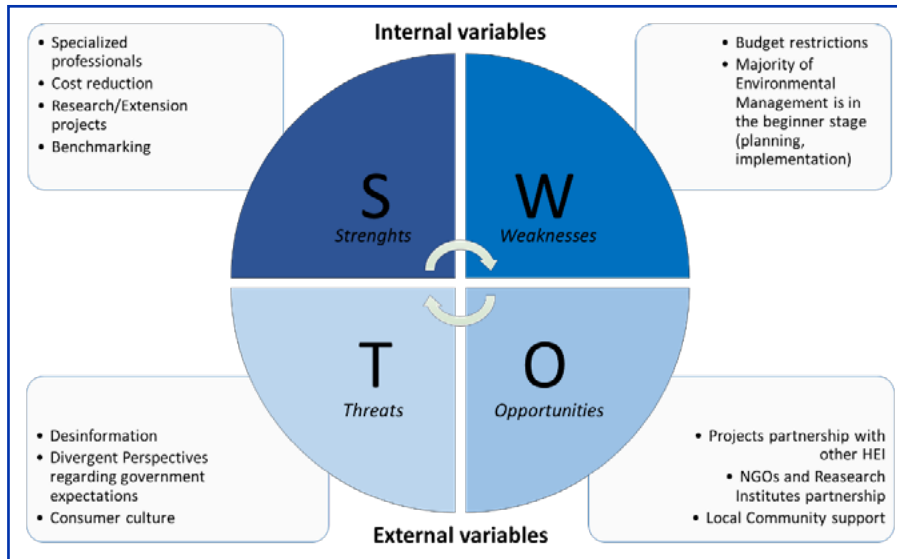 Internal variables
• Specialized
professionals
• Cost reduction
• Research/Extension
projects
• Benchmarking
• Budget restrictions
• Majority of
Environmental
Management is in
the beginner stage
(planning,
implementation)
S
Strenghts
W
Weaknesses
T
Threats
O
Opportunities
• Desinformation
• Divergent Perspectives
regarding government
expectations
• Consumer culture
• Projects partnership with
other HEI
• NGOs and Reasearch
Institutes partnership
• Local Community support
External variables